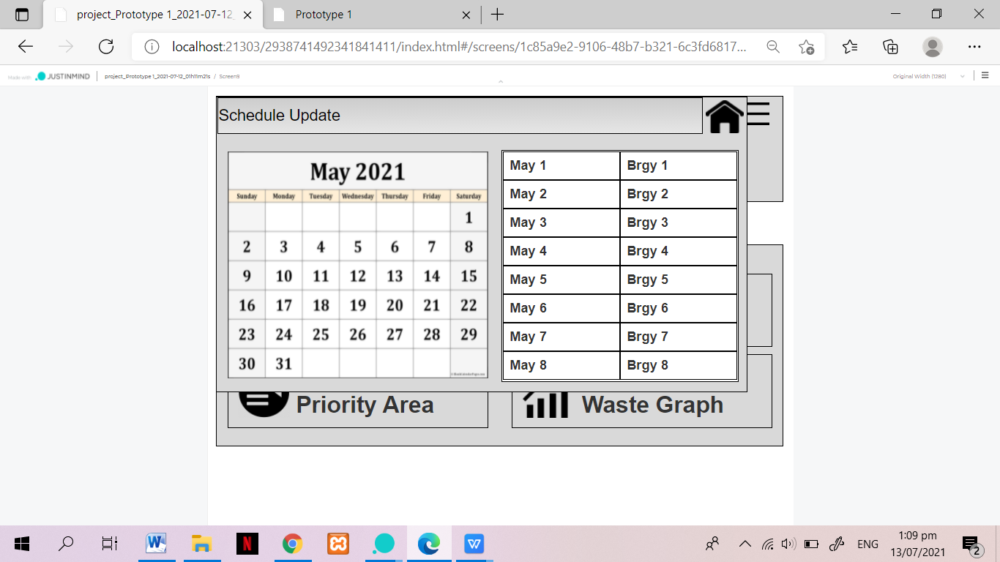 project_Prototype 1_2021-07-12_
Prototype 1
localhost:21303/2938741492341841411/index.html#/screens/1c85a9e2-9106-48b7-b321-6c3fd6817...
Made with JUSTINMIND project_Prototype 1_2021-07-12_01h11m21s / Screen9
Original Width (1280)
Schedule Update
May 2021
Sunday Monday Tuesday Wednesday Thursday Friday Saturday
1
2 3 4 5 6 7 8
9 10 11 12 13 14 15
16 17 18 19 20 21 22
23 24 25 26 27 28 29
30 31
May 1 Brgy 1
May 2 Brgy 2
May 3 Brgy 3
May 4 Brgy 4
May 5 Brgy 5
May 6 Brgy 6
May 7 Brgy 7
May 8 Brgy 8
Priority Area
Waste Graph
W
N
W
ENG
1:09 pm
13/07/2021
2